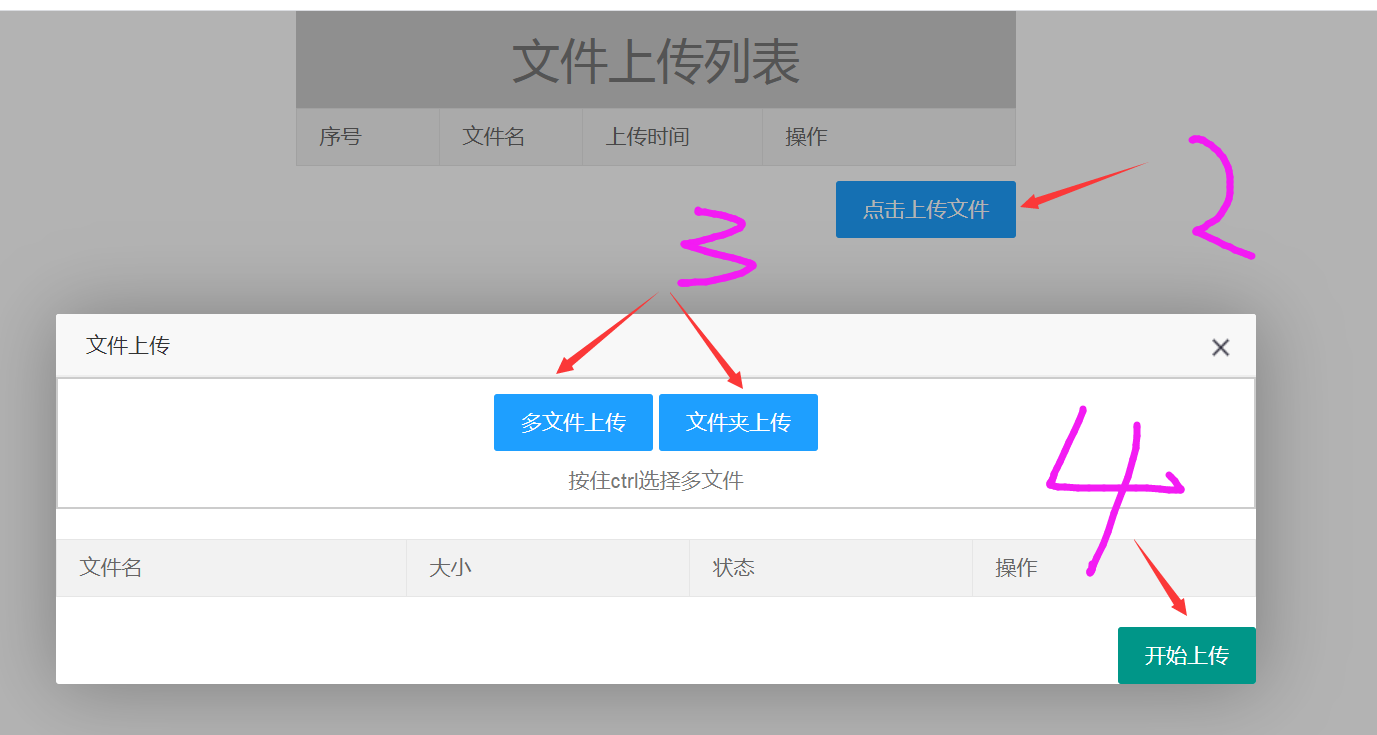 文件上传列表
序号 文件名 上传时间 操作
点击上传文件
2
3
文件上传
多文件上传 文件夹上传
按住ctrl选择多文件
4
文件名 大小 状态 操作
开始上传